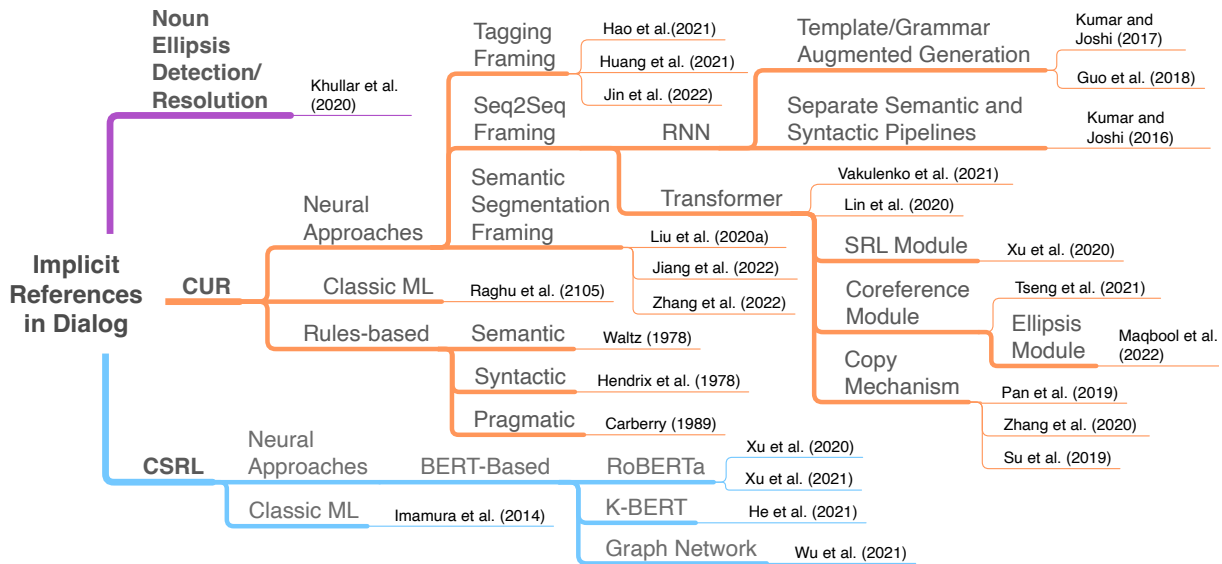 Implicit
References
in Dialog
Noun
Ellipsis
Detection/
Resolution
Khullar et al.
(2020)
CUR
Neural
Approaches
Tagging
Framing
Hao et al.(2021)
Huang et al. (2021)
Jin et al. (2022)
Seq2Seq
Framing
RNN
Template/Grammar
Augmented Generation
Kumar and
Joshi (2017)
Guo et al. (2018)
Separate Semantic and
Syntactic Pipelines
Kumar and
Joshi (2016)
Transformer
Vakulenko et al. (2021)
Lin et al. (2020)
SRL Module
Xu et al. (2020)
Coreference
Module
Tseng et al. (2021)
Ellipsis
Module
Maqbool et al.
(2022)
Copy
Mechanism
Pan et al. (2019)
Zhang et al. (2020)
Su et al. (2019)
Semantic
Segmentation
Framing
Liu et al. (2020a)
Jiang et al. (2022)
Zhang et al. (2022)
Classic ML
Raghu et al. (2105)
Rules-based
Semantic
Waltz (1978)
Syntactic
Hendrix et al. (1978)
Pragmatic
Carberry (1989)
CSRL
Neural
Approaches
BERT-Based
RoBERTa
Xu et al. (2020)
Xu et al. (2021)
K-BERT
He et al. (2021)
Graph Network
Wu et al. (2021)
Classic ML
Imamura et al. (2014)